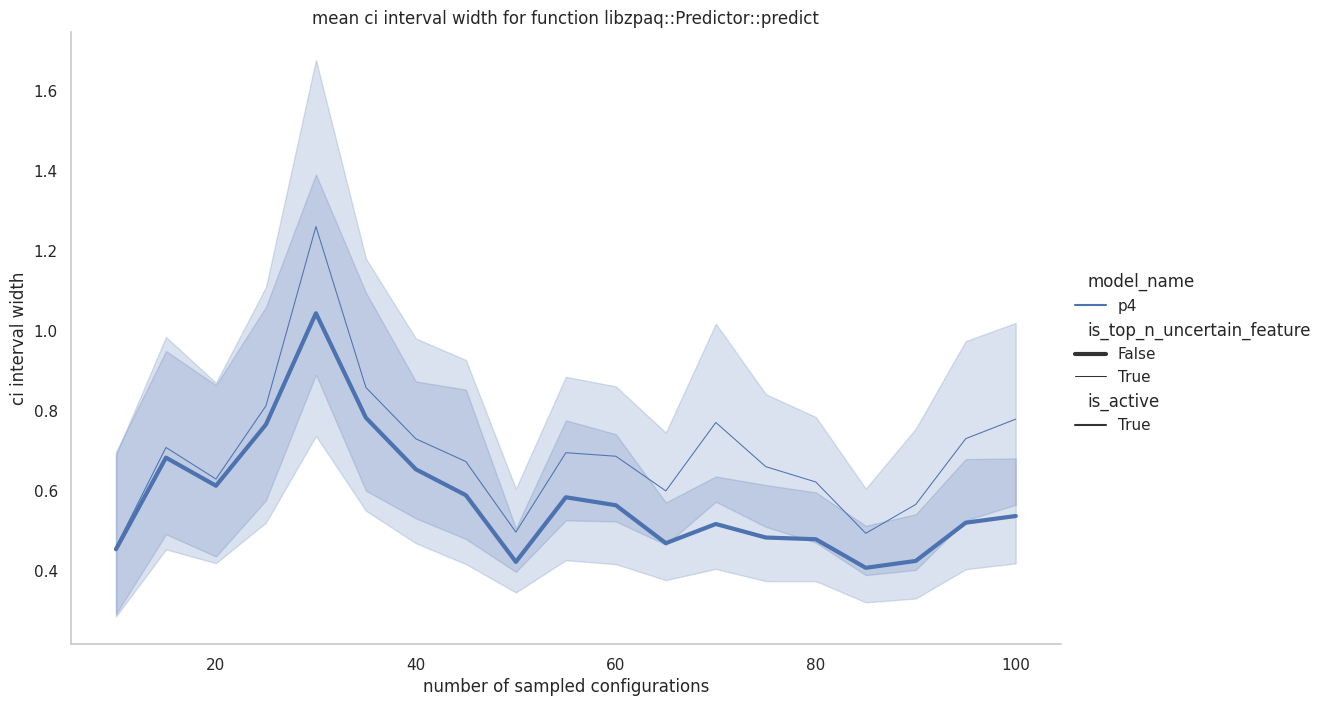 mean ci interval width for function libzpaq::Predictor::predict
ci interval width
1.6
1.4
1.2
1.0
0.8
0.6
0.4
20
40
60
80
100
number of sampled configurations
model_name
p4
is_top_n_uncertain_feature
False
True
is_active
True